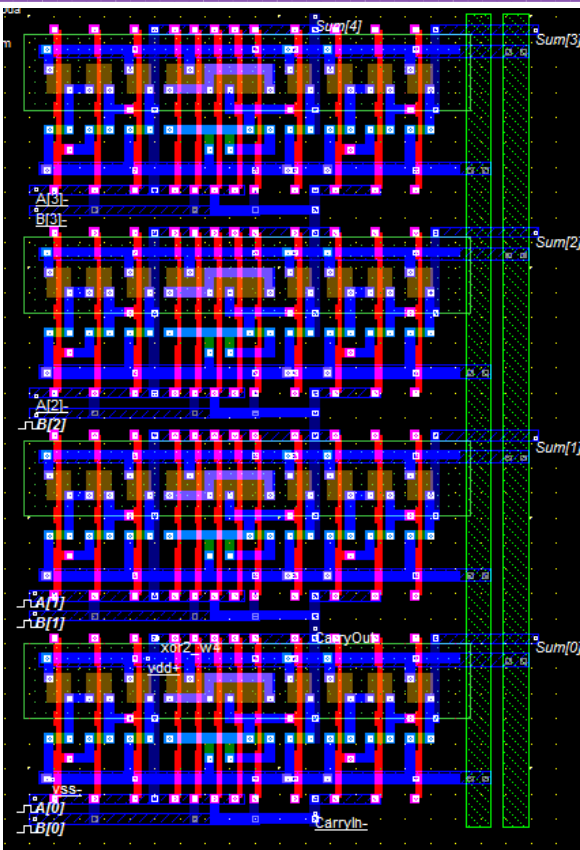 Sum[4]
Sum[3]
A[3]-
B[3]-
Sum[2]
A[2]-
B[2]
Sum[1]
A[1]
B[1]
CarryOut
xor2_w4
Sum[0]
vdd+
vss-
A[0]
CarryIn-
B[0]